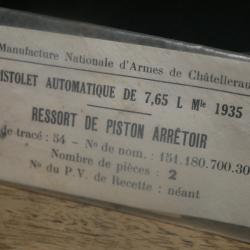 Manufacture Nationale d'Armes de Châtellerau
ISTOLET AUTOMATIQUE DE 7,65 L Mle 1935
RESSORT DE PISTON ARRÊTOIR
de tracé : 54 — No de nom. : 151.180.700.30
Nombre de pièces : 2
No du P.V. de Recette : néant